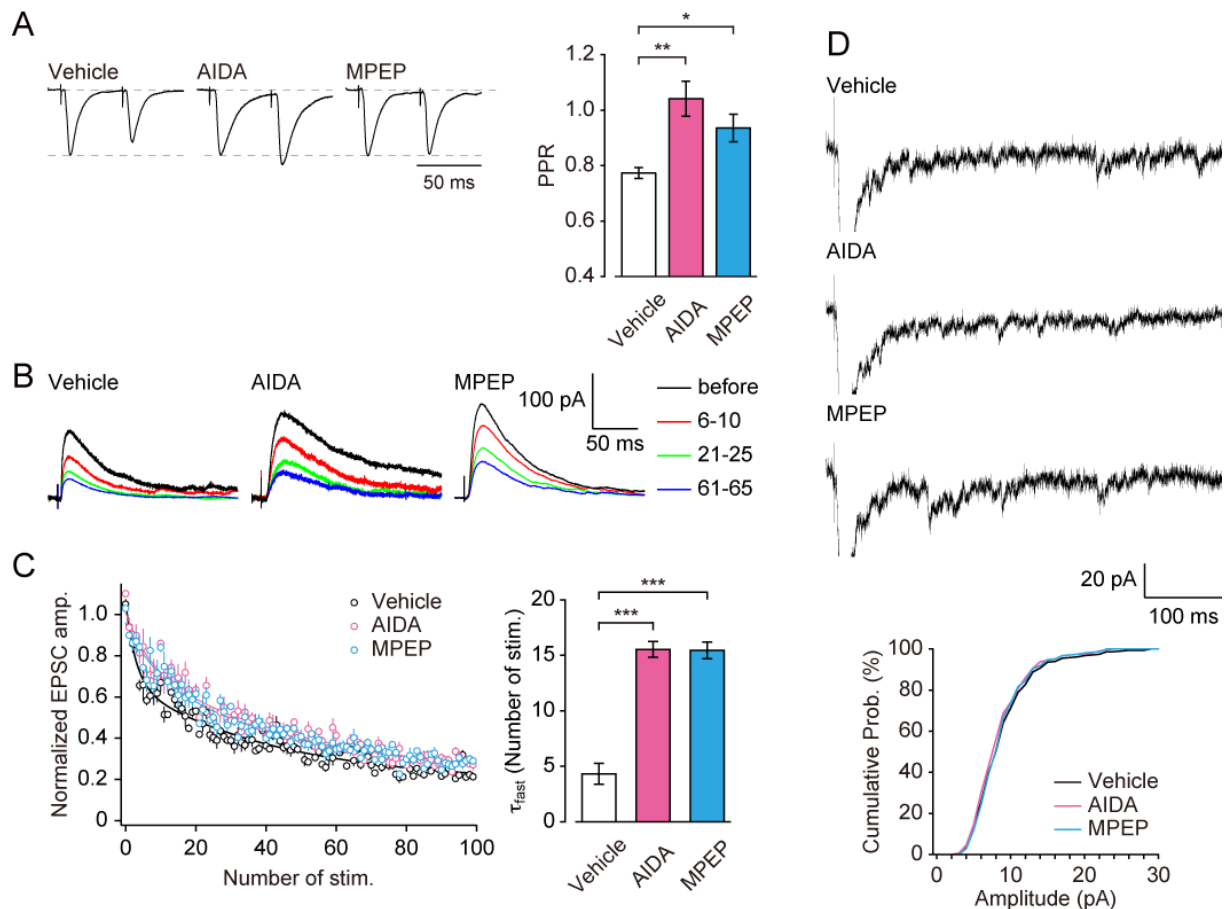 A
Vehicle
AIDA
MPEP
50 ms
PPR
1.2
1.0
0.8
0.6
0.4
*
**
Vehicle
AIDA
MPEP
B
Vehicle
AIDA
MPEP
100 pA
50 ms
before
6-10
21-25
61-65
C
Normalized EPSC amp.
1.0
0.8
0.6
0.4
0.2
0
0 20 40 60 80 100
Number of stim.
Vehicle
AIDA
MPEP
τfast (Number of stim.)
20
15
10
5
0
***
***
Vehicle
AIDA
MPEP
D
Vehicle
AIDA
MPEP
20 pA
100 ms
Cumulative Prob. (%)
100
80
60
40
20
0
0 10 20 30
Amplitude (pA)
Vehicle
AIDA
MPEP